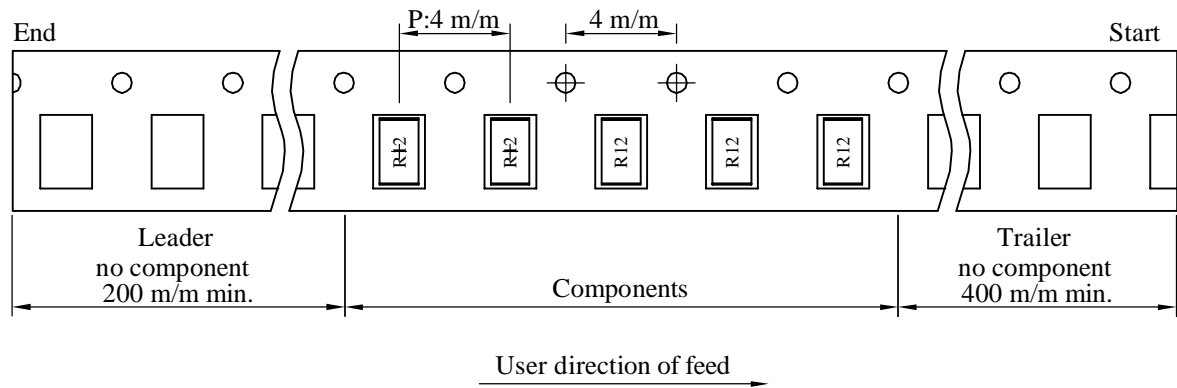 P:4 m/m
4 m/m
End
Start
R12
R12
R12
R12
R12
Leader
no component
200 m/m min.
Components
Trailer
no component
400 m/m min.
User direction of feed